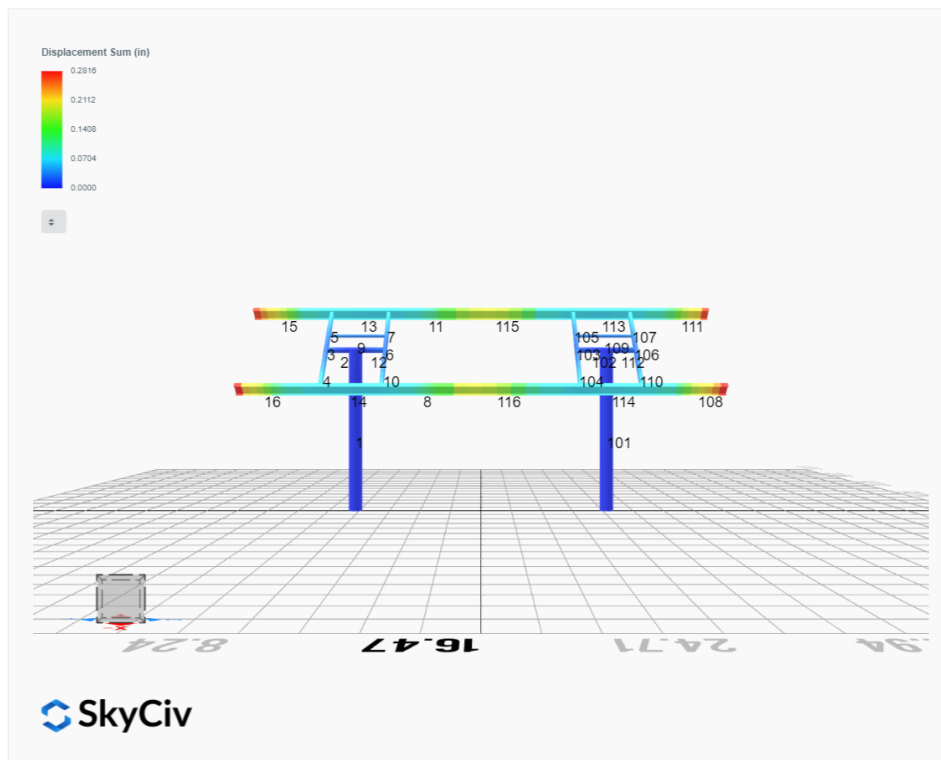 Displacement Sum (in)
0.2816
0.2112
0.1408
0.0704
0.0000
15 13 11 115 113 111
5 7 105 107
9 109
3 6 103 106
2 12 102 112
4 10 104 110
16 14 8 116 114 108
1 101
8.24 16.47 24.71 .94
x
SkyCiv